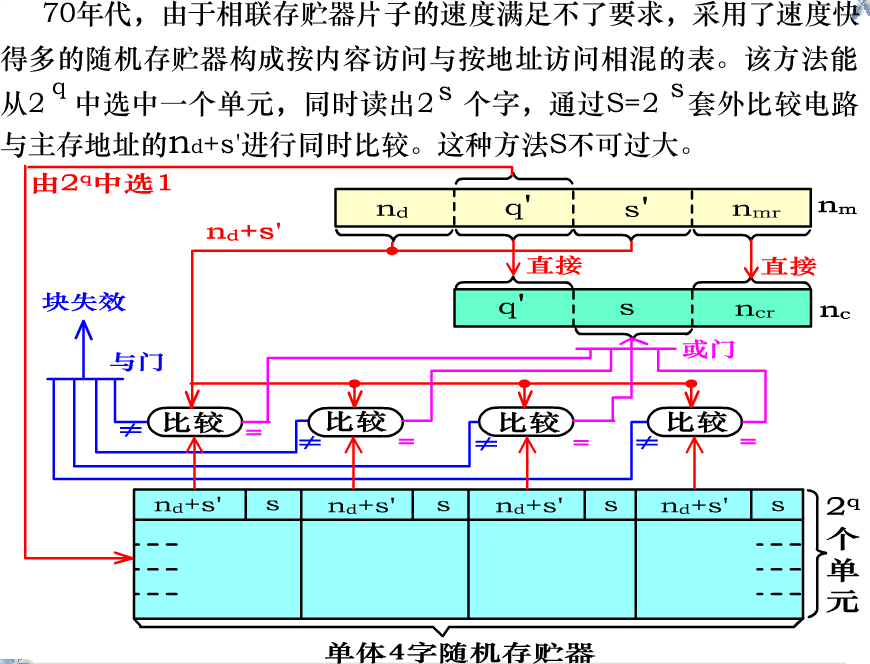 70年代，由于相联存贮器片子的速度满足不了要求，采用了速度快
得多的随机存贮器构成按内容访问与按地址访问相混的表。该方法能
从2 q 中选中一个单元，同时读出2 s 个字，通过S=2 s 套外比较电路
与主存地址的nd+s'进行同时比较。这种方法S不可过大。
由2q中选1
nd q' s' nmr nm
nd+s'
直接 直接
块失效
q' s ncr nc
与门 或门
比较 比较 比较 比较
≠ = ≠ = ≠ = ≠ =
nd+s' s nd+s' s nd+s' s nd+s' s
2q
个
单
元
单体4字随机存贮器